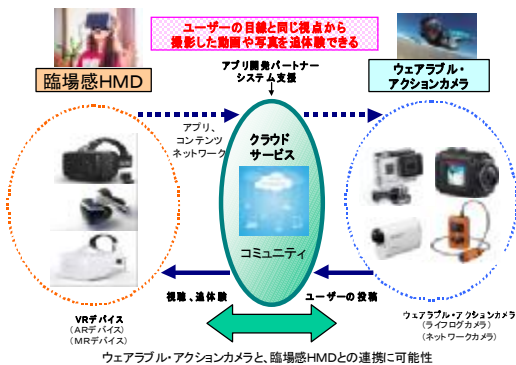 ユーザーの目線と同じ視点から
撮影した動画や写真を追体験できる
臨場感HMD
アプリ開発パートナー
システム支援
ウェアラブル・
アクションカメラ
アプリ、
コンテンツ
ネットワーク
クラウド
サービス
コミュニティ
視聴、追体験
ユーザーの投稿
VRデバイス
(ARデバイス)
(MRデバイス)
ウェアラブル・アクションカメラ
(ライフログカメラ)
(ネットワークカメラ)
ウェアラブル・アクションカメラと、臨場感HMDとの連携に可能性